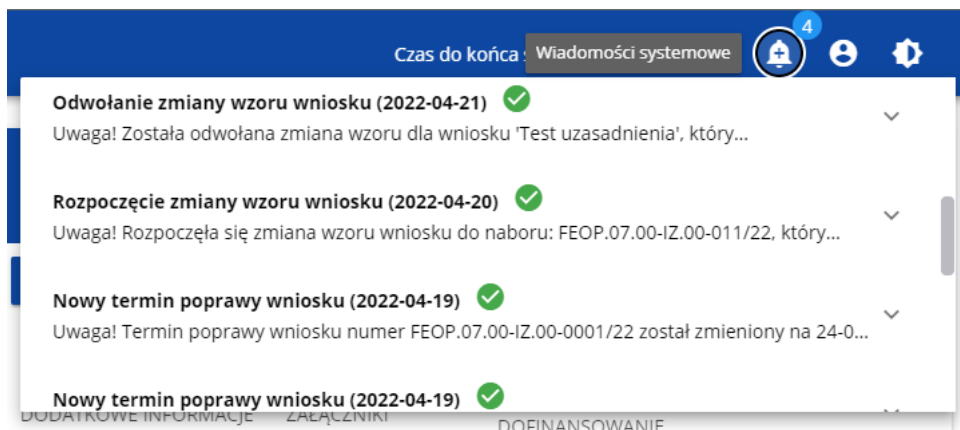 4
Czas do końca
Wiadomości systemowe
Odwołanie zmiany wzoru wniosku (2022-04-21)
Uwaga! Została odwołana zmiana wzoru dla wniosku 'Test uzasadnienia', który...
Rozpoczęcie zmiany wzoru wniosku (2022-04-20)
Uwaga! Rozpoczęła się zmiana wzoru wniosku do naboru: FEOP.07.00-IZ.00-011/22, który...
Nowy termin poprawy wniosku (2022-04-19)
Uwaga! Termin poprawy wniosku numer FEOP.07.00-IZ.00-0001/22 został zmieniony na 24-0...
Nowy termin poprawy wniosku (2022-04-19)
DODATKOWE INFORMACJE ZAŁĄCZNIKI DOFINANSOWANIE